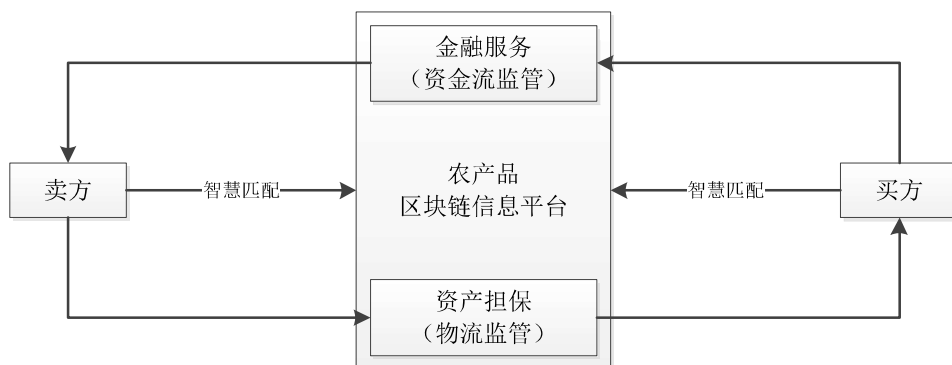 金融服务
（资金流监管）
卖方
智慧匹配
农产品
区块链信息平台
智慧匹配
买方
资产担保
（物流监管）